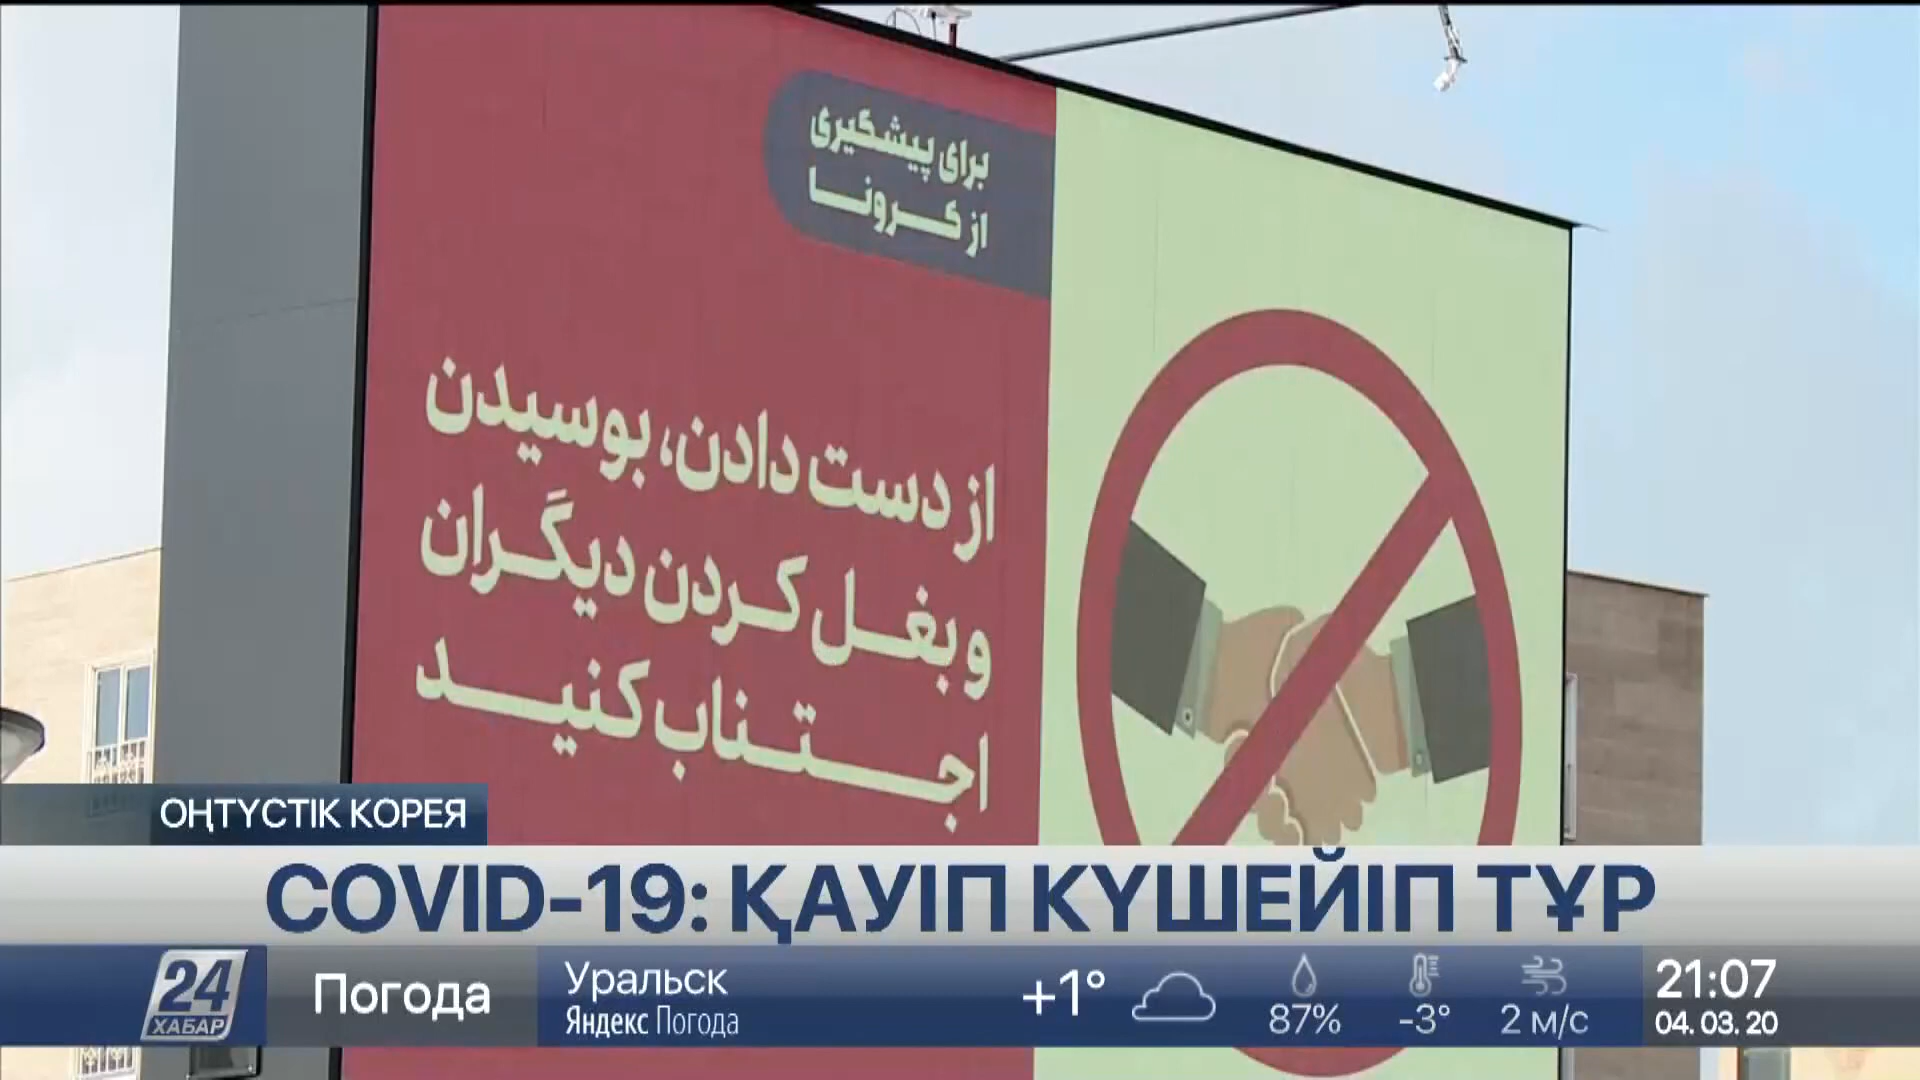 برای پیشگیری
از کرونا
از دست دادن، بوسیدن
و بغل کردن دیگران
اجتناب کنید
ОҢТҮСТІК КОРЕЯ
COVID-19: ҚАУІП КҮШЕЙІП ТҰР
24
ХАБАР
Погода
Уральск
Яндекс Погода
+1°
87%
-3°
2 м/с
21:07
04. 03. 20